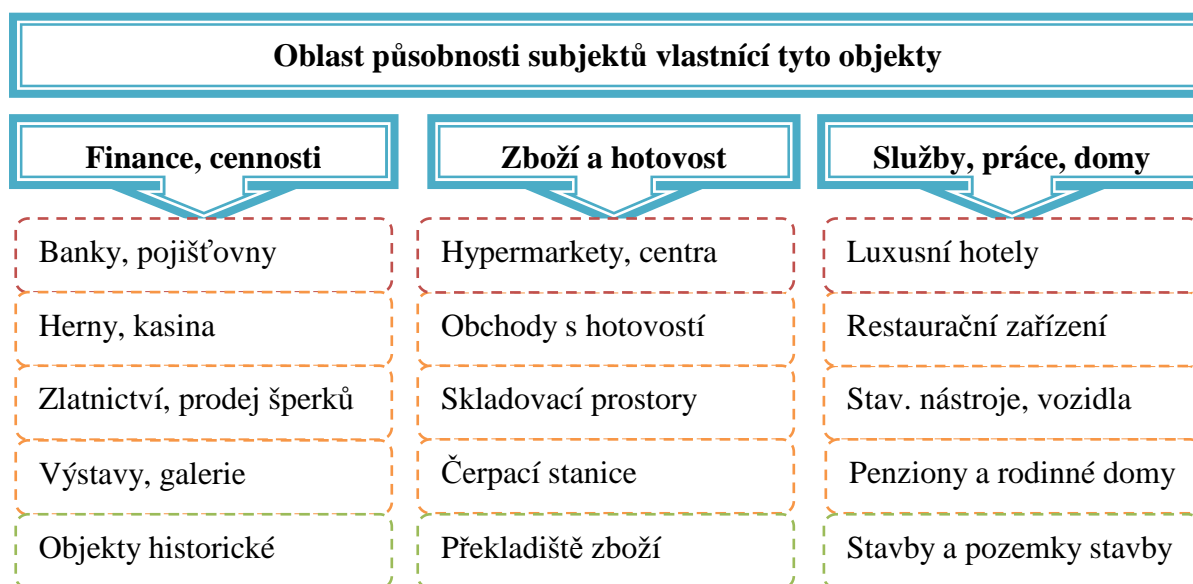 Oblast působnosti subjektů vlastnící tyto objekty
Finance, cennosti
Banky, pojišťovny
Herny, kasina
Zlatnictví, prodej šperků
Výstavy, galerie
Objekty historické
Zboží a hotovost
Hypermarkety, centra
Obchody s hotovostí
Skladovací prostory
Čerpací stanice
Překladiště zboží
Služby, práce, domy
Luxusní hotely
Restaurační zařízení
Stav. nástroje, vozidla
Penziony a rodinné domy
Stavby a pozemky stavby